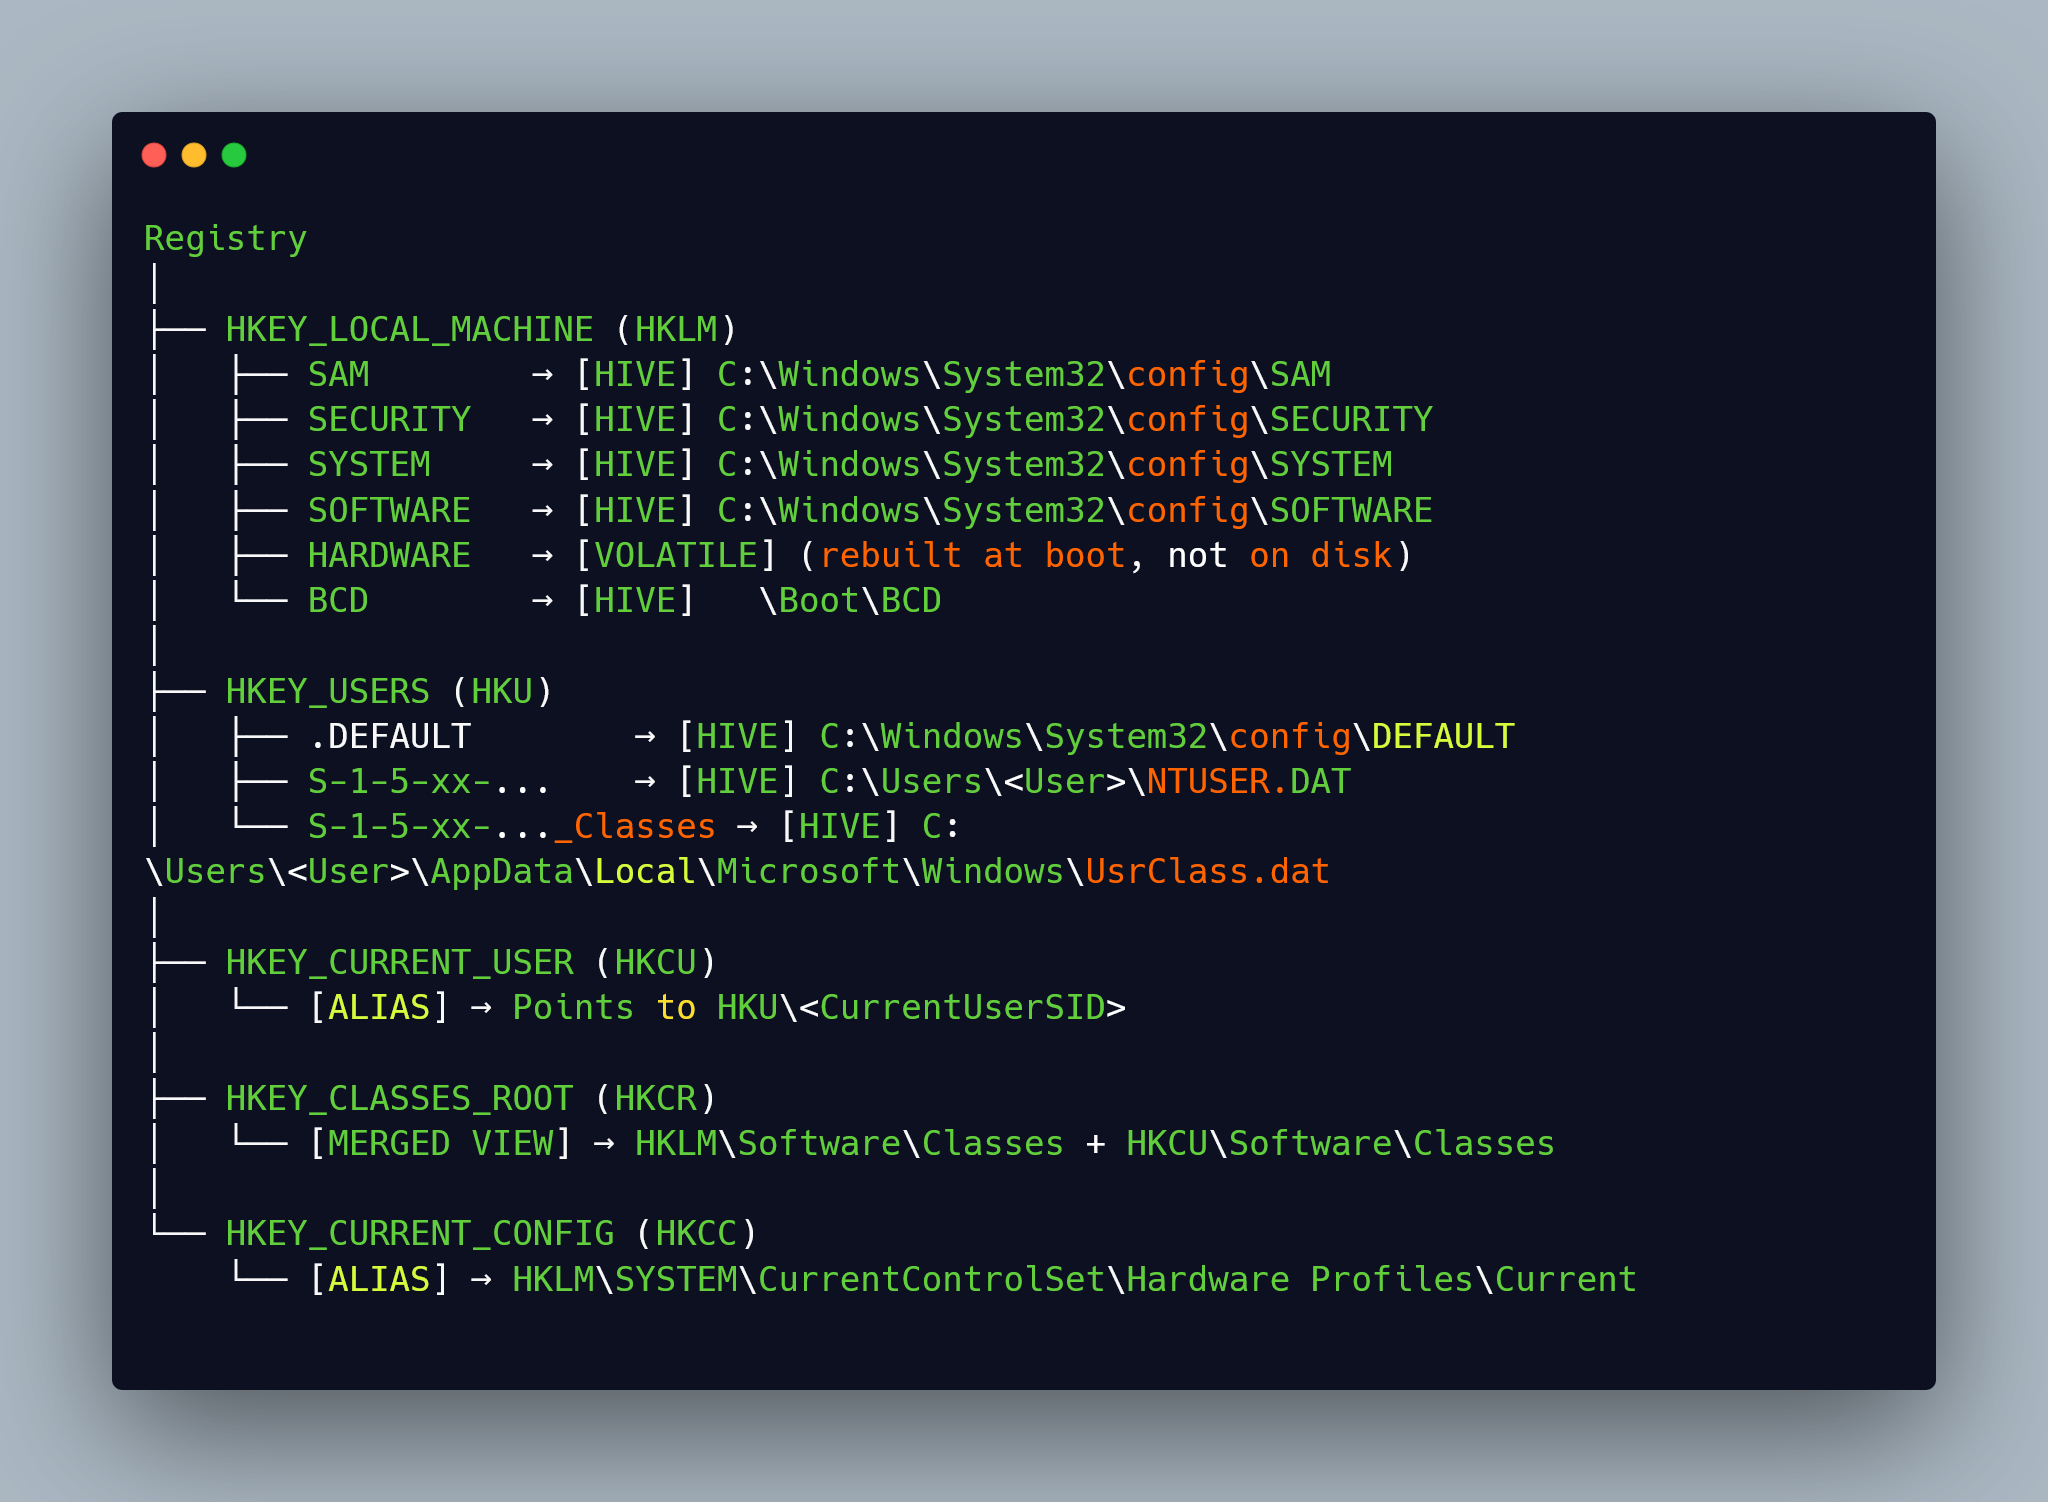 Registry
│
├── HKEY_LOCAL_MACHINE (HKLM)
│   ├── SAM        → [HIVE] C:\Windows\System32\config\SAM
│   ├── SECURITY   → [HIVE] C:\Windows\System32\config\SECURITY
│   ├── SYSTEM     → [HIVE] C:\Windows\System32\config\SYSTEM
│   ├── SOFTWARE   → [HIVE] C:\Windows\System32\config\SOFTWARE
│   ├── HARDWARE   → [VOLATILE] (rebuilt at boot, not on disk)
│   └── BCD        → [HIVE]   \Boot\BCD
│
├── HKEY_USERS (HKU)
│   ├── .DEFAULT        → [HIVE] C:\Windows\System32\config\DEFAULT
│   ├── S-1-5-xx-...    → [HIVE] C:\Users\<User>\NTUSER.DAT
│   └── S-1-5-xx-..._Classes → [HIVE] C:
\Users\<User>\AppData\Local\Microsoft\Windows\UsrClass.dat
│
├── HKEY_CURRENT_USER (HKCU)
│   └── [ALIAS] → Points to HKU\<CurrentUserSID>
│
├── HKEY_CLASSES_ROOT (HKCR)
│   └── [MERGED VIEW] → HKLM\Software\Classes + HKCU\Software\Classes
│
└── HKEY_CURRENT_CONFIG (HKCC)
    └── [ALIAS] → HKLM\SYSTEM\CurrentControlSet\Hardware Profiles\Current